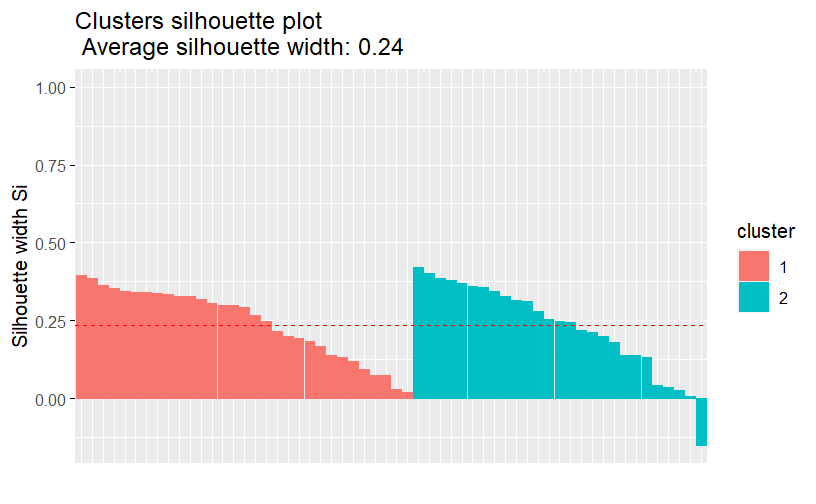 Clusters silhouette plot
Average silhouette width: 0.24
1.00
0.75
0.50
0.25
0.00
Silhouette width Si
cluster
1
2